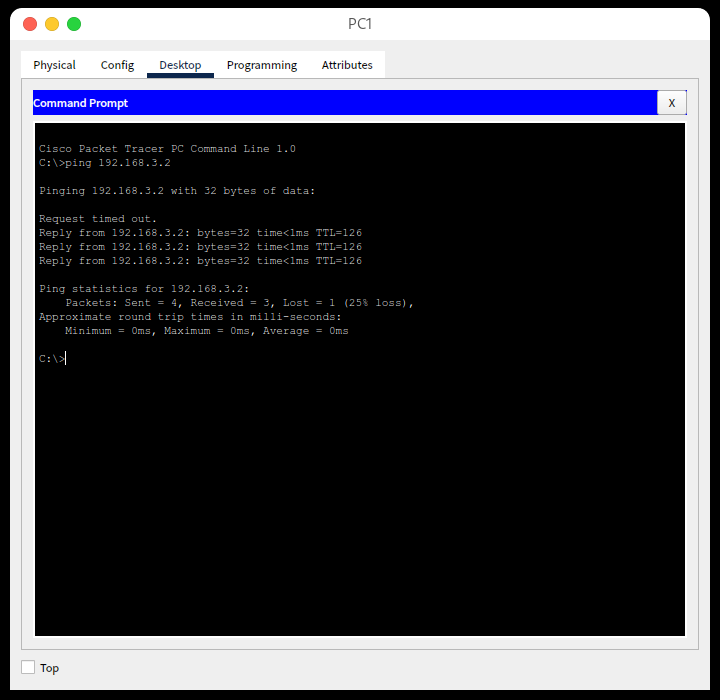 PC1
Physical Config Desktop Programming Attributes
Command Prompt X
Cisco Packet Tracer PC Command Line 1.0
C:\>ping 192.168.3.2
Pinging 192.168.3.2 with 32 bytes of data:
Request timed out.
Reply from 192.168.3.2: bytes=32 time<1ms TTL=126
Reply from 192.168.3.2: bytes=32 time<1ms TTL=126
Reply from 192.168.3.2: bytes=32 time<1ms TTL=126
Ping statistics for 192.168.3.2:
Packets: Sent = 4, Received = 3, Lost = 1 (25% loss),
Approximate round trip times in milli-seconds:
Minimum = 0ms, Maximum = 0ms, Average = 0ms
C:\>
Top